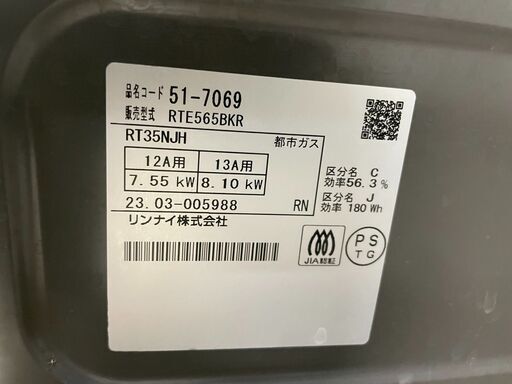 品名コード 51-7069
販売型式 RTE565BKR
RT35NJH 都市ガス
12A用 13A用
7.55 kW 8.10 kW
23.03-005988 RN
リンナイ株式会社
区分名 C
効率56.3%
区分名 J
効率 180 Wh
JIA認証
PS
TG